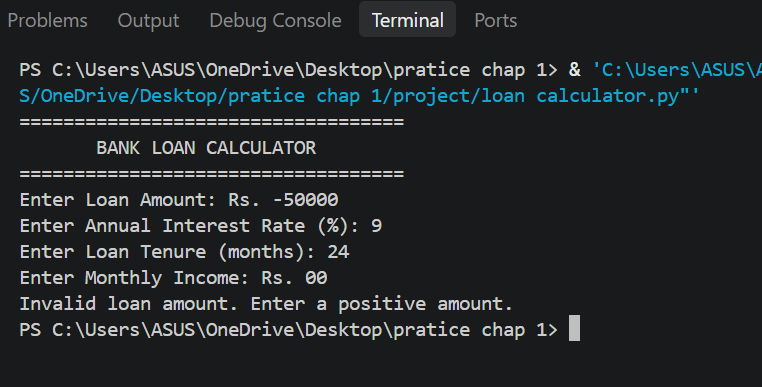 Problems Output Debug Console Terminal Ports
PS C:\Users\ASUS\OneDrive\Desktop\pratice chap 1> & 'C:\Users\ASUS\A
S/OneDrive/Desktop/pratice chap 1/project/loan calculator.py"'
===================================
BANK LOAN CALCULATOR
===================================
Enter Loan Amount: Rs. -50000
Enter Annual Interest Rate (%): 9
Enter Loan Tenure (months): 24
Enter Monthly Income: Rs. 00
Invalid loan amount. Enter a positive amount.
PS C:\Users\ASUS\OneDrive\Desktop\pratice chap 1>